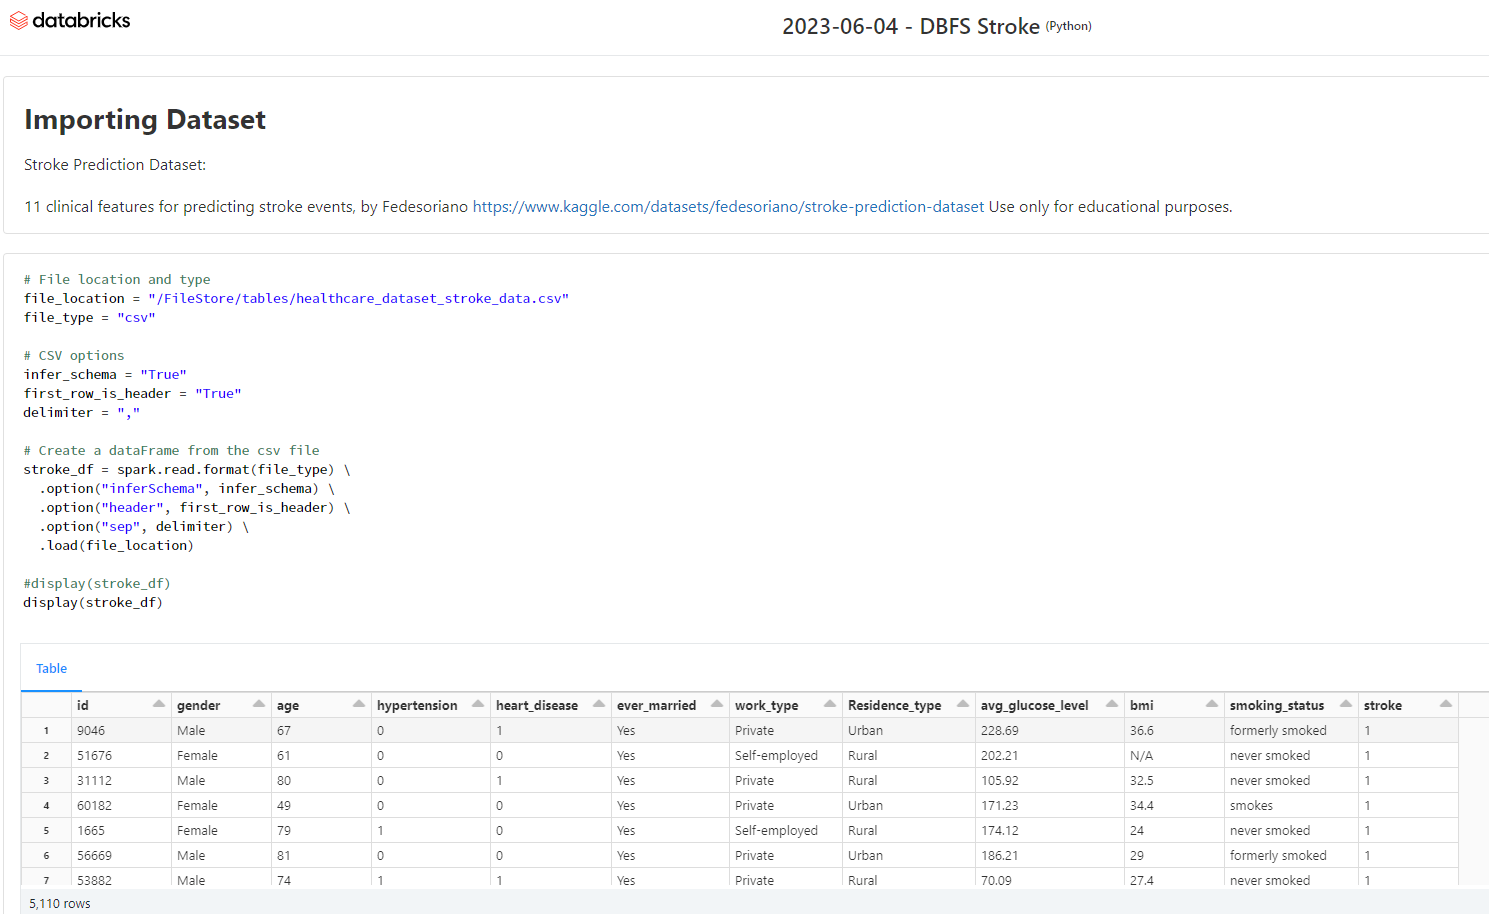 databricks
2023-06-04 - DBFS Stroke (Python)
Importing Dataset
Stroke Prediction Dataset:
11 clinical features for predicting stroke events, by Fedesoriano https://www.kaggle.com/datasets/fedesoriano/stroke-prediction-dataset Use only for educational purposes.
# File location and type
file_location = "/FileStore/tables/healthcare_dataset_stroke_data.csv"
file_type = "csv"
# CSV options
infer_schema = "True"
first_row_is_header = "True"
delimiter = ","
# Create a dataFrame from the csv file
stroke_df = spark.read.format(file_type) \
  .option("inferSchema", infer_schema) \
  .option("header", first_row_is_header) \
  .option("sep", delimiter) \
  .load(file_location)
#display(stroke_df)
display(stroke_df)
Table
id gender age hypertension heart_disease ever_married work_type Residence_type avg_glucose_level bmi smoking_status stroke
1 9046 Male 67 0 1 Yes Private Urban 228.69 36.6 formerly smoked 1
2 51676 Female 61 0 0 Yes Self-employed Rural 202.21 N/A never smoked 1
3 31112 Male 80 0 1 Yes Private Rural 105.92 32.5 never smoked 1
4 60182 Female 49 0 0 Yes Private Urban 171.23 34.4 smokes 1
5 1665 Female 79 1 0 Yes Self-employed Rural 174.12 24 never smoked 1
6 56669 Male 81 0 0 Yes Private Urban 186.21 29 formerly smoked 1
7 53882 Male 74 1 1 Yes Private Rural 70.09 27.4 never smoked 1
5,110 rows